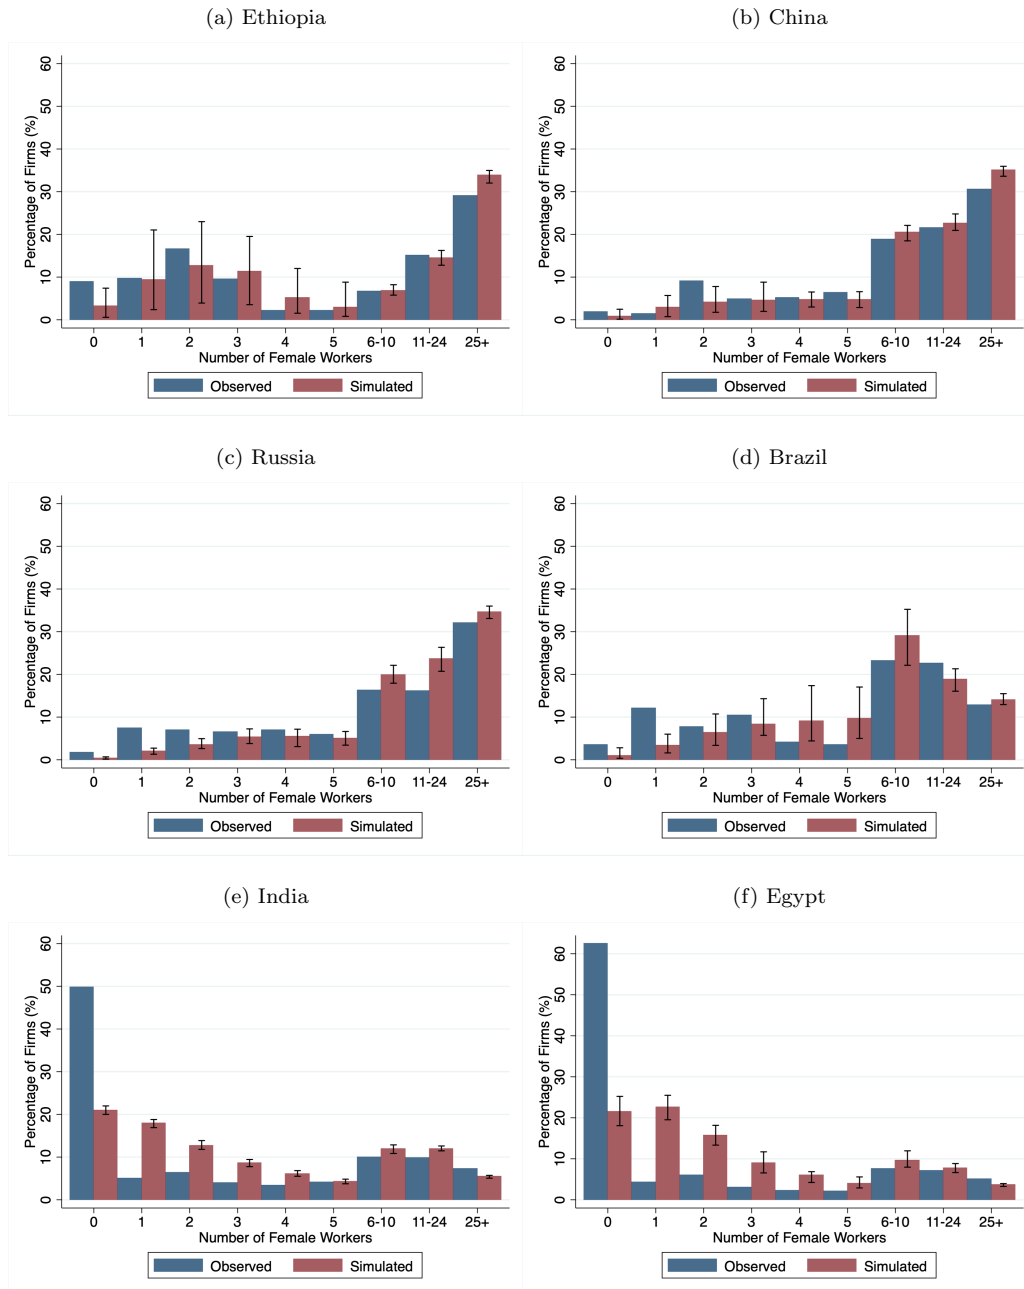 (a) Ethiopia
Percentage of Firms (%)
60
50
40
30
20
10
0
0 1 2 3 4 5 6-10 11-24 25+
Number of Female Workers
Observed Simulated
(b) China
Percentage of Firms (%)
60
50
40
30
20
10
0
0 1 2 3 4 5 6-10 11-24 25+
Number of Female Workers
Observed Simulated
(c) Russia
Percentage of Firms (%)
60
50
40
30
20
10
0
0 1 2 3 4 5 6-10 11-24 25+
Number of Female Workers
Observed Simulated
(d) Brazil
Percentage of Firms (%)
60
50
40
30
20
10
0
0 1 2 3 4 5 6-10 11-24 25+
Number of Female Workers
Observed Simulated
(e) India
Percentage of Firms (%)
60
50
40
30
20
10
0
0 1 2 3 4 5 6-10 11-24 25+
Number of Female Workers
Observed Simulated
(f) Egypt
Percentage of Firms (%)
60
50
40
30
20
10
0
0 1 2 3 4 5 6-10 11-24 25+
Number of Female Workers
Observed Simulated